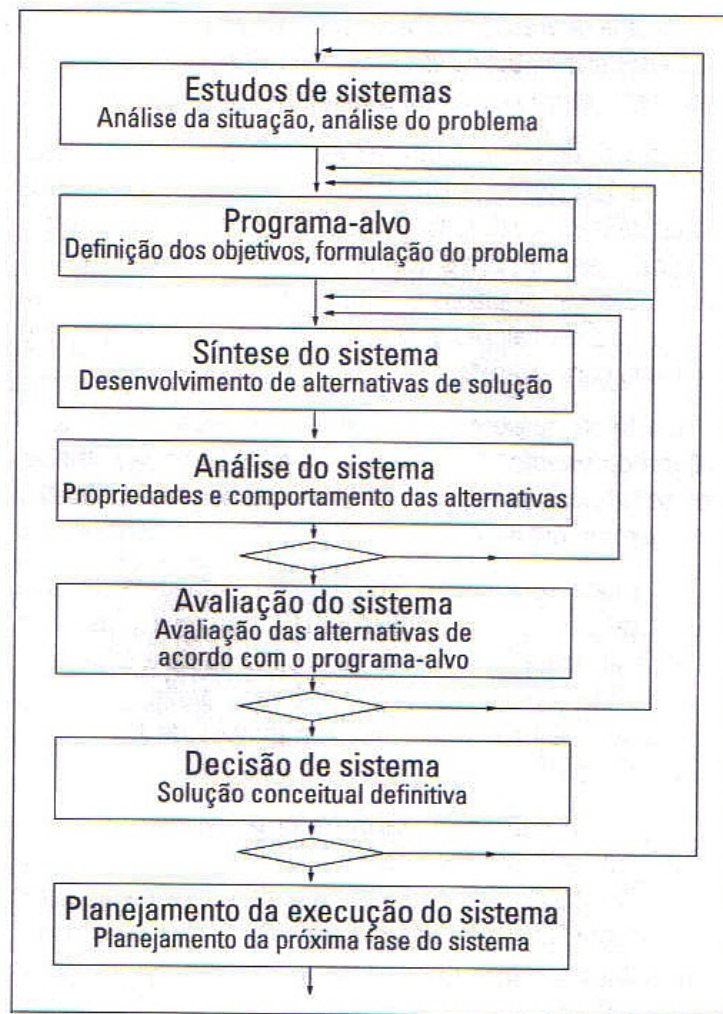 Estudos de sistemas
Análise da situação, análise do problema
Programa-alvo
Definição dos objetivos, formulação do problema
Síntese do sistema
Desenvolvimento de alternativas de solução
Análise do sistema
Propriedades e comportamento das alternativas
Avaliação do sistema
Avaliação das alternativas de
acordo com o programa-alvo
Decisão de sistema
Solução conceitual definitiva
Planejamento da execução do sistema
Planejamento da próxima fase do sistema